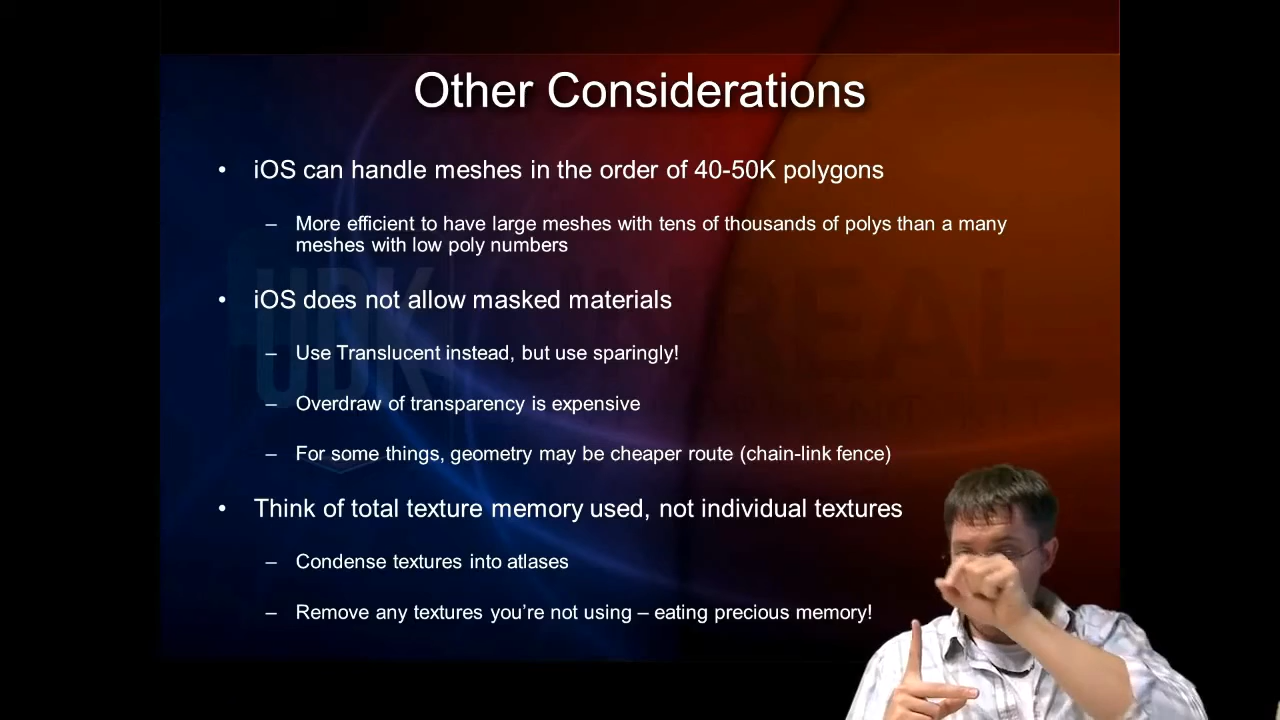 Other Considerations
• iOS can handle meshes in the order of 40-50K polygons
– More efficient to have large meshes with tens of thousands of polys than a many
meshes with low poly numbers
• iOS does not allow masked materials
– Use Translucent instead, but use sparingly!
– Overdraw of transparency is expensive
– For some things, geometry may be cheaper route (chain-link fence)
• Think of total texture memory used, not individual textures
– Condense textures into atlases
– Remove any textures you're not using – eating precious memory!
UDK UNREAL